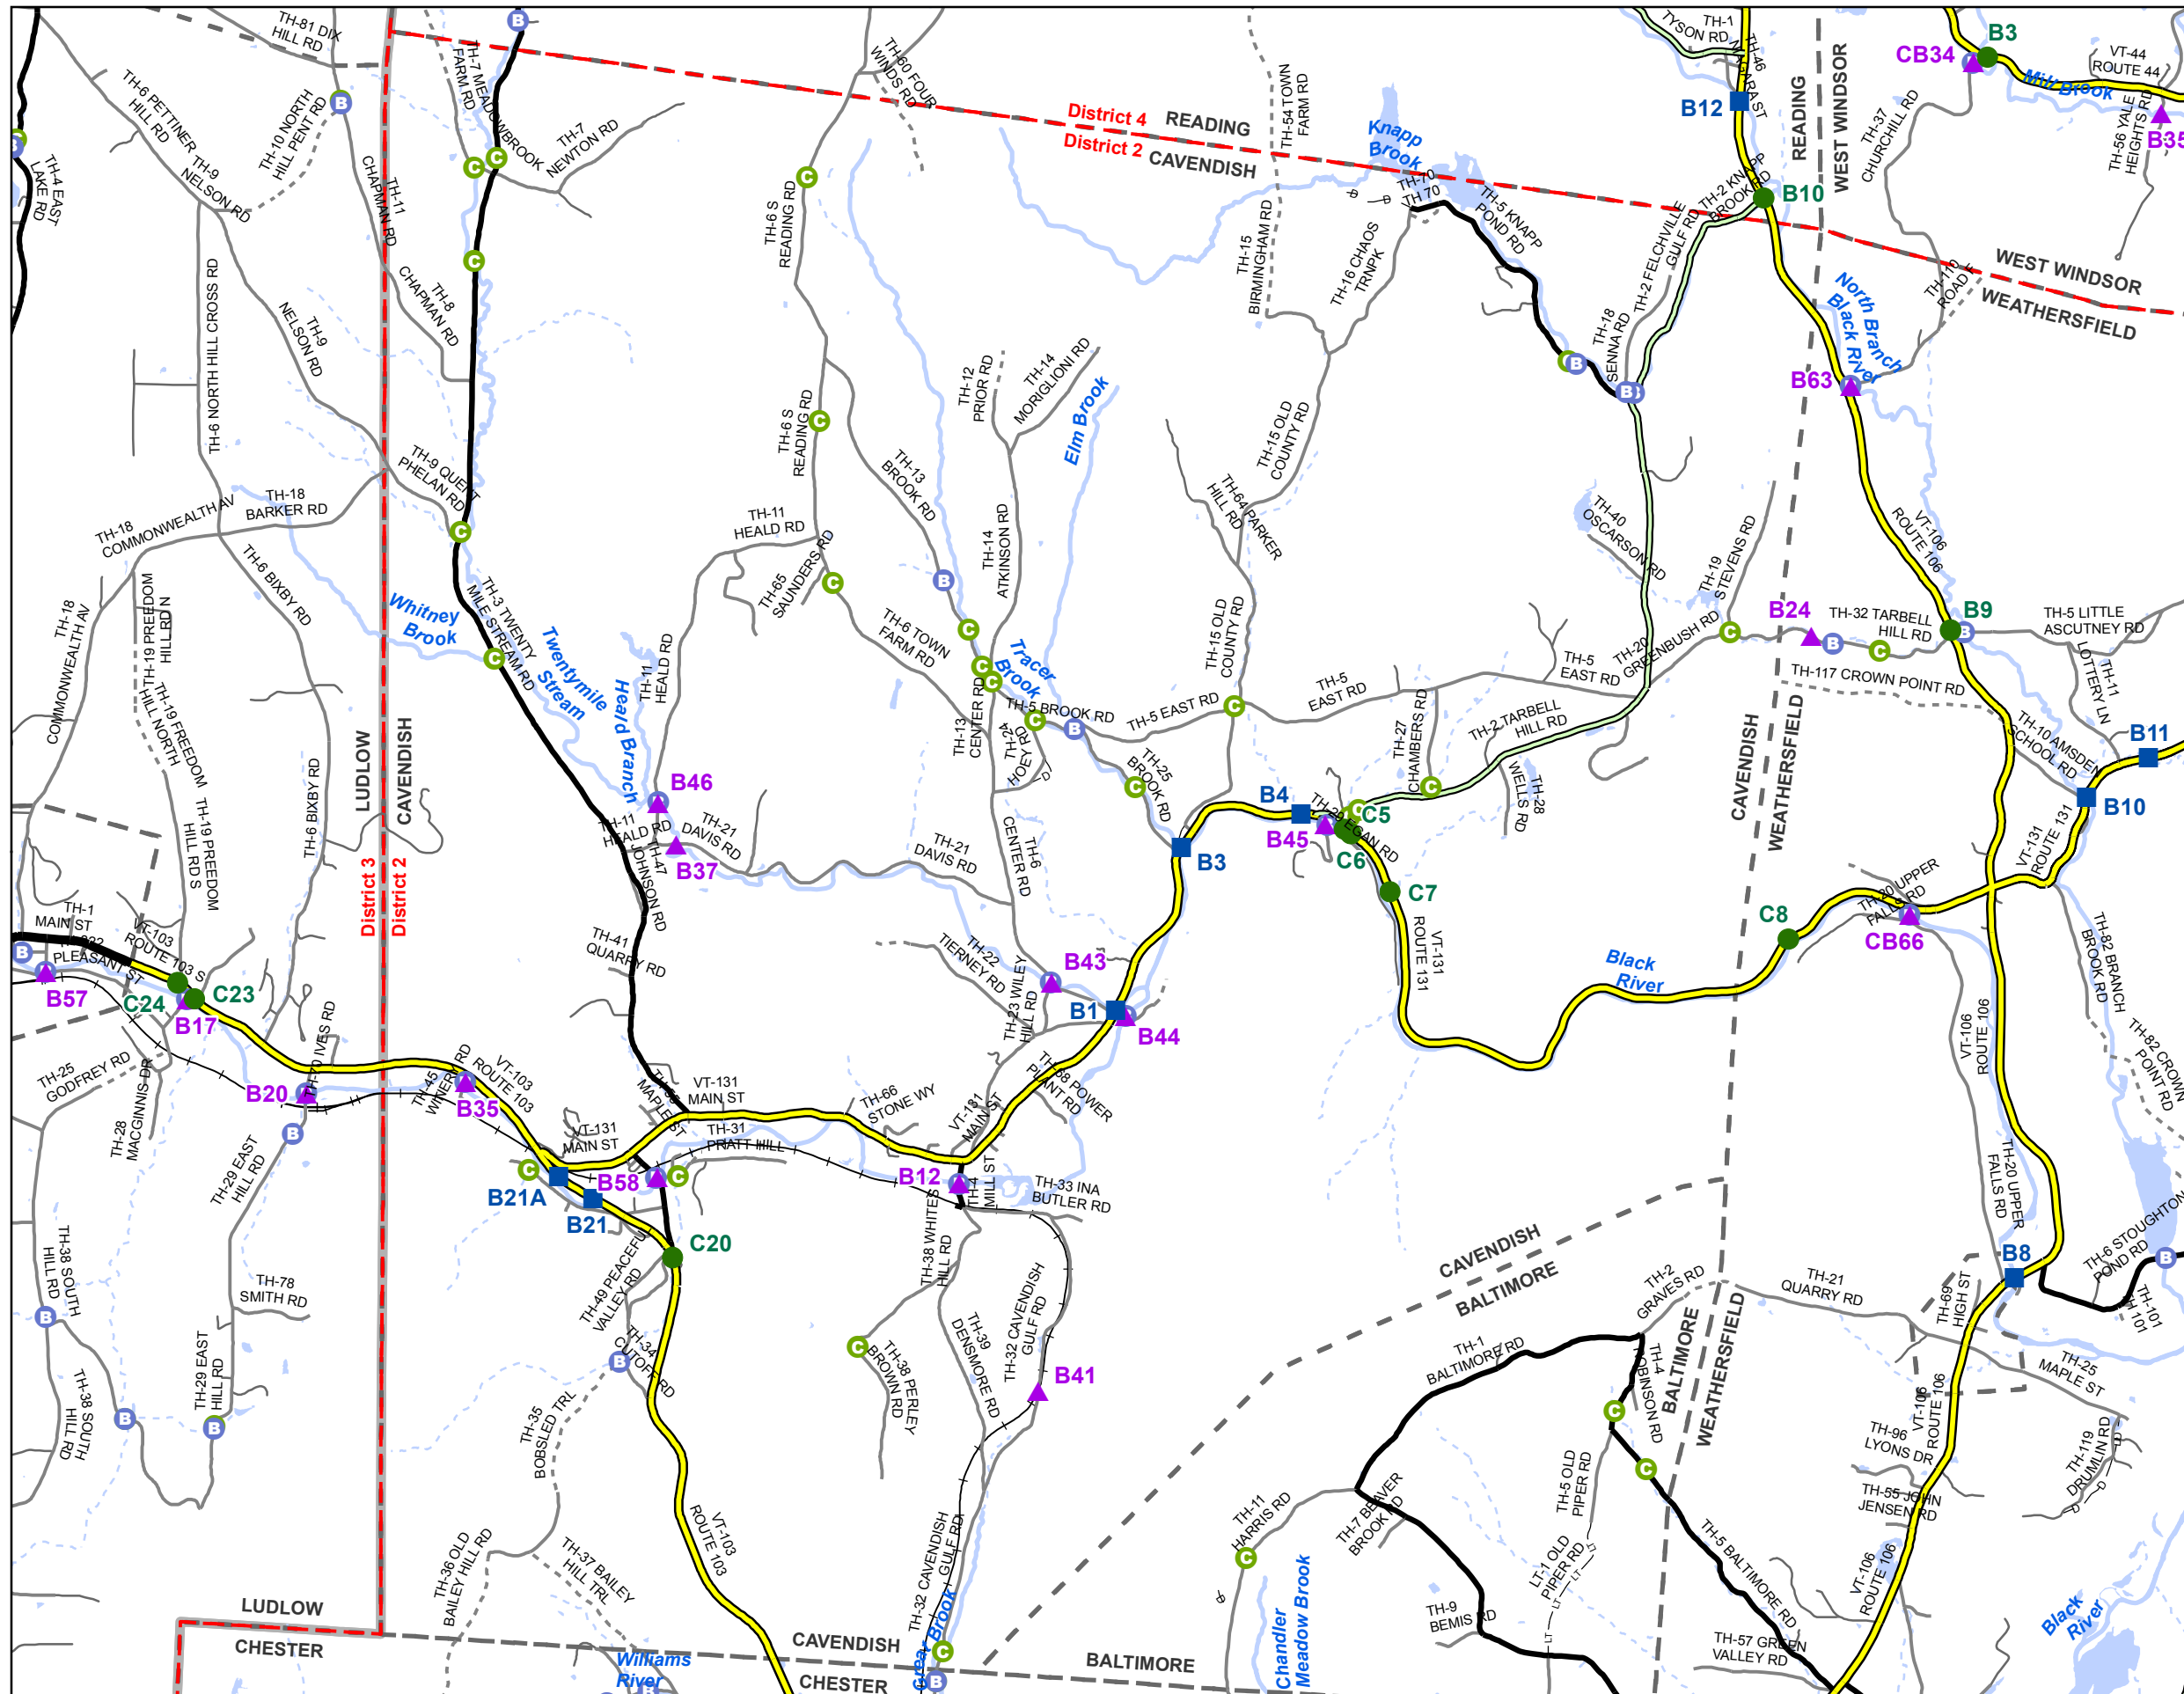 TH-81 DIX
HILL RD
B
TH-7 MEADOWBROOK
FARM RD
TH-60 FOUR
WINDS RD
TH-54 TOWN
FARM RD
TH-1
TYSON RD
TH-46
B3
CB34
VT-44
ROUTE 44
Mill Brook
B12
READING
WEST WINDSOR
TH-37
CHURCHILL RD
TH-56 YALE
HEIGHTS RD
B35
TH-6 PETTINER
HILL RD
TH-10 NORTH
HILL PENT RD
B
TH-4 EAST
LAKE RD
TH-9
NELSON RD
TH-11
CHAPMAN RD
C
C
TH-7
NEWTON RD
District 4
READING
District 2
CAVENDISH
Knapp
Brook
TH-70
TH 70
D
D
TH-5 KNAPP
POND RD
TH-2 KNAPP
BROOK RD
B10
TH-6 S
READING RD
C
TH-15
BIRMINGHAM RD
TH-16 CHAOS
TRNPK
TH-2 FELCHVILLE
GULF RD
WEST WINDSOR
WEATHERSFIELD
TH-110
ROAD F
North Branch
Black River
C
TH-8
CHAPMAN RD
TH-6 NORTH HILL CROSS RD
TH-9
NELSON RD
TH-18
SENNA RD
B
B
B63
TH-12
PRIOR RD
TH-14
MORIGLIONI RD
Elm Brook
TH-6 S
READING RD
C
TH-15 OLD
COUNTY RD
TH-9 QUENT
PHELAN RD
TH-18
COMMONWEALTH AV
TH-18
BARKER RD
C
TH-11
HEALD RD
TH-13
BROOK RD
TH-64 PARKER
HILL RD
TH-40
OSCARSON RD
VT-106
ROUTE 106
TH-14
ATKINSON RD
TH-65
SAUNDERS RD
C
B
TH-19
STEVENS RD
TH-6 BIXBY RD
TH-18
COMMONWEALTH AV
TH-19 PREEDOM
HILL RD N
Whitney
Brook
TH-3 TWENTY
MILE STREAM RD
C
Twentymile
Stream
TH-6 TOWN
FARM RD
C
C
C
Tracer
Brook
TH-15 OLD
COUNTY RD
TH-20
GREENBUSH RD
C
B24
B
TH-32 TARBELL
HILL RD
C
B9
B
TH-5 LITTLE
ASCUTNEY RD
TH-117 CROWN POINT RD
TH-11
LOTTERY LN
TH-11
HEALD RD
Heald Branch
TH-19 FREEDOM
HILL NORTH
TH-13
CENTER RD
TH-5 BROOK RD
C
B
TH-24
HOEY RD
D
TH-5 EAST RD
C
TH-5
EAST RD
TH-5
EAST RD
TH-27
CHAMBERS RD
TH-2 TARBELL
HILL RD
TH-10 AMSDEN
SCHOOL RD
B11
B10
LUDLOW
CAVENDISH
CAVENDISH
WEATHERSFIELD
B46
TH-25
BROOK RD
C
C
WELLS RD
TH-28
TH-6 BIXBY RD
TH-19 PREEDOM
HILL RD S
TH-11
HEALD RD
TH-21
DAVIS RD
B37
TH-47
JOHNSON RD
TH-21
DAVIS RD
TH-6
CENTER RD
B3
B4
TH-29 EGAN RD
C5
B45
C6
C7
VT-131
ROUTE 131
District 3
District 2
TH-1
MAIN ST
PLEASANT ST
VT-103
ROUTE 103 S
B
B57
C24
C23
B17
TH-41
QUARRY RD
TH-22
TIERNEY RD
TH-23 WILEY
HILL RD
B43
B1
B44
VT-131
ROUTE 131
Black
River
C8
TH-20 UPPER
FALLS RD
CB66
TH-82 BRANCH
BROOK RD
VT-106
ROUTE 106
TH-82 CROWN
POINT RD
TH-25
GODFREY RD
TH-28
MACGINNIS DR
B20
TH-70 IVES RD
B
TH-45
WINERY RD
B35
VT-103
ROUTE 103
TH-56
MAPLE ST
VT-131
MAIN ST
VT-131
MAIN ST
TH-31
PRATT HILL
TH-66
STONE WY
VT-131
MAIN ST
TH-68 POWER
PLANT RD
TH-29 EAST
HILL RD
C
B21A
B21
B58
C
C20
B12
TH-4
MILL ST
TH-33 INA
BUTLER RD
TH-38 WHITES
HILL RD
TH-49 PEACEFUL
VALLEY RD
TH-38 SOUTH
HILL RD
B
TH-78
SMITH RD
TH-34
CUTOFF RD
B
TH-32 CAVENDISH
GULF RD
CAVENDISH
BALTIMORE
TH-2
GRAVES RD
TH-21
QUARRY RD
TH-20 UPPER
FALLS RD
B8
TH-69
HIGH ST
TH-6 STOUGHTON
POND RD
B
TH-101
TH 101
TH-29 EAST
HILL RD
B
TH-38 SOUTH
HILL RD
B
TH-35
BOBSLED TRL
C
TH-38 PERLEY
BROWN RD
TH-39
DENSMORE RD
B41
TH-1
BALTIMORE RD
TH-4
ROBINSON RD
C
C
BALTIMORE
WEATHERSFIELD
TH-25
MAPLE ST
VT-106
ROUTE 106
TH-96
LYONS DR
TH-119
DRUMLIN RD
D
D
D
TH-55 JOHN
JENSEN RD
VT-103
ROUTE 103
TH-36 OLD
BAILEY HILL RD
TH-37 BAILEY
HILL TRL
TH-32 CAVENDISH
GULF RD
TH-11
HARRIS RD
C
D
TH-7 BEAVER
BROOK RD
TH-5 OLD
PIPER RD
LT-1 OLD
PIPER RD
LT
LT
LT
LT
TH-5 BALTIMORE RD
VT-106
ROUTE 106
TH-9
BEMIS RD
TH-57 GREEN
VALLEY RD
Chandler
Meadow Brook
Black
River
LUDLOW
CHESTER
CAVENDISH
CHESTER
BALTIMORE
Williams
River
C
B